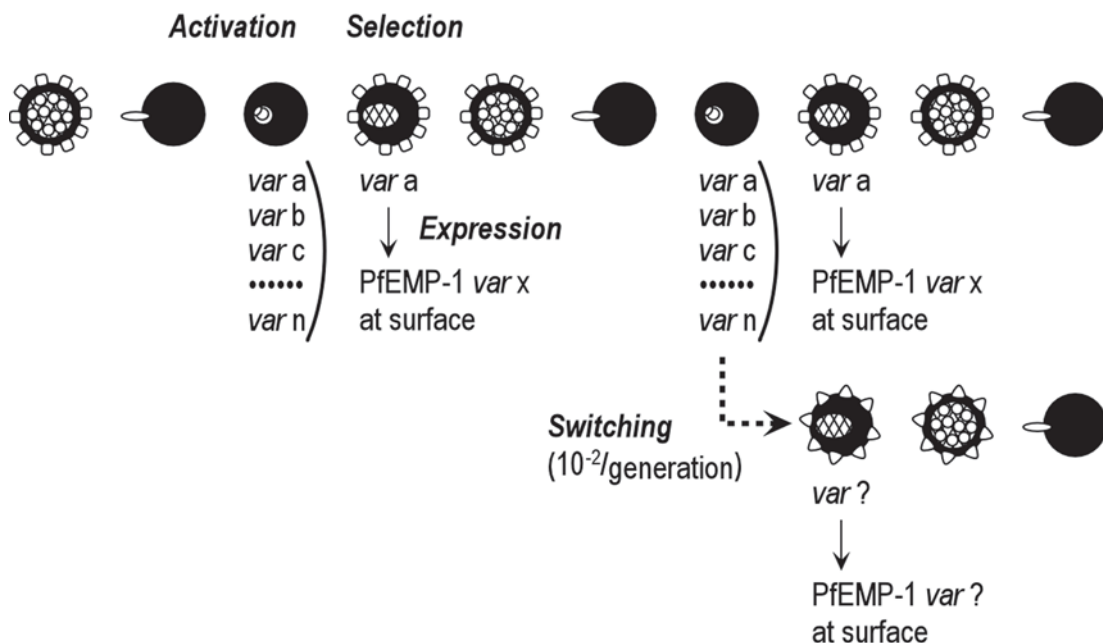 Activation Selection
var a
var b
var c
......
var n
var a
Expression
PfEMP-1 var x
at surface
var a
var b
var c
......
var n
var a
PfEMP-1 var x
at surface
Switching
(10⁻²/generation)
var ?
PfEMP-1 var ?
at surface